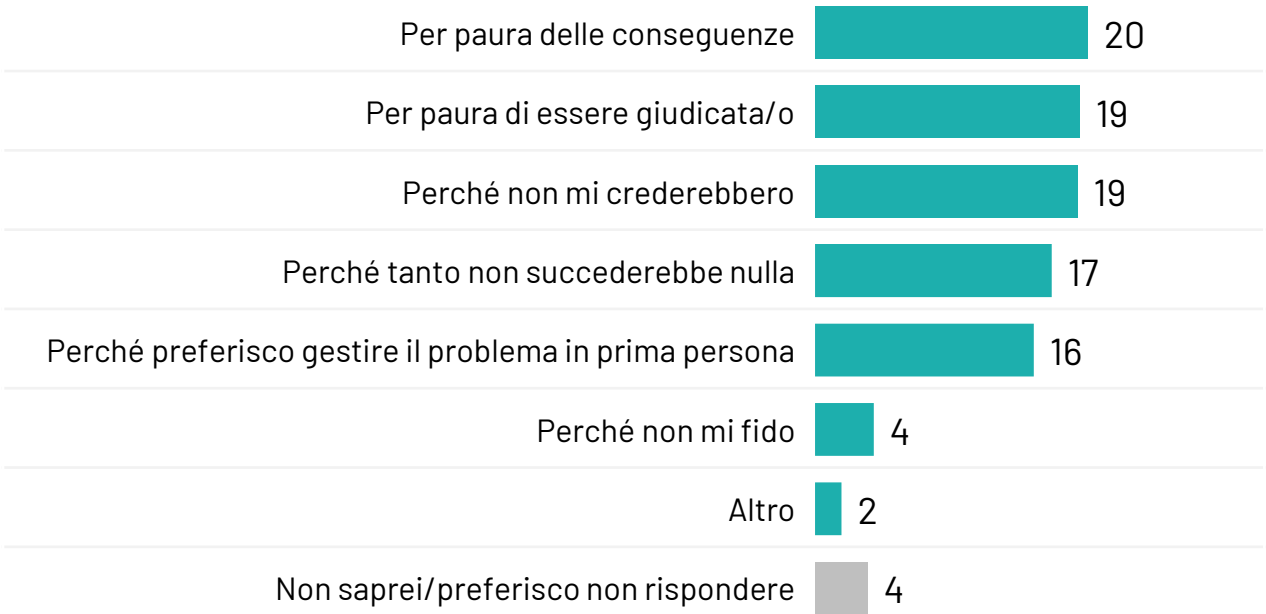 Per paura delle conseguenze 20
Per paura di essere giudicata/o 19
Perché non mi crederebbero 19
Perché tanto non succederebbe nulla 17
Perché preferisco gestire il problema in prima persona 16
Perché non mi fido 4
Altro 2
Non saprei/preferisco non rispondere 4